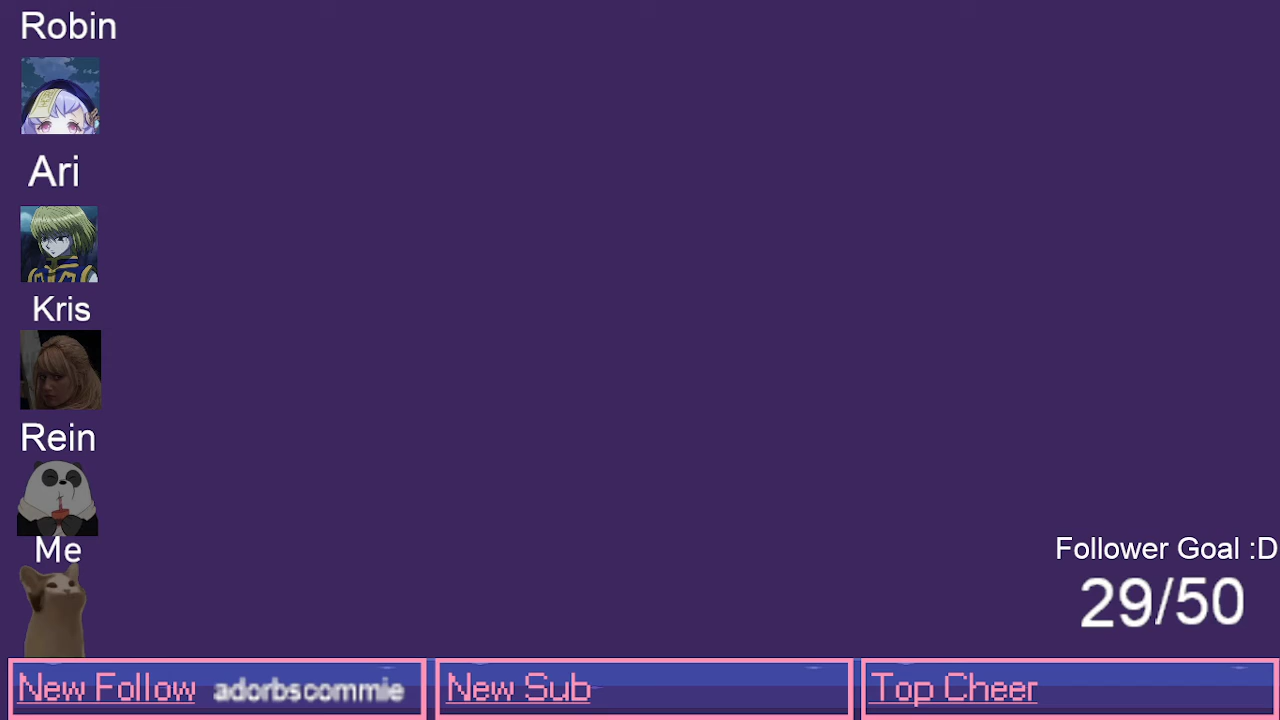 Robin
Ari
Kris
Rein
Me
Follower Goal :D
29/50
New Follow adorbscommie
New Sub
Top Cheer